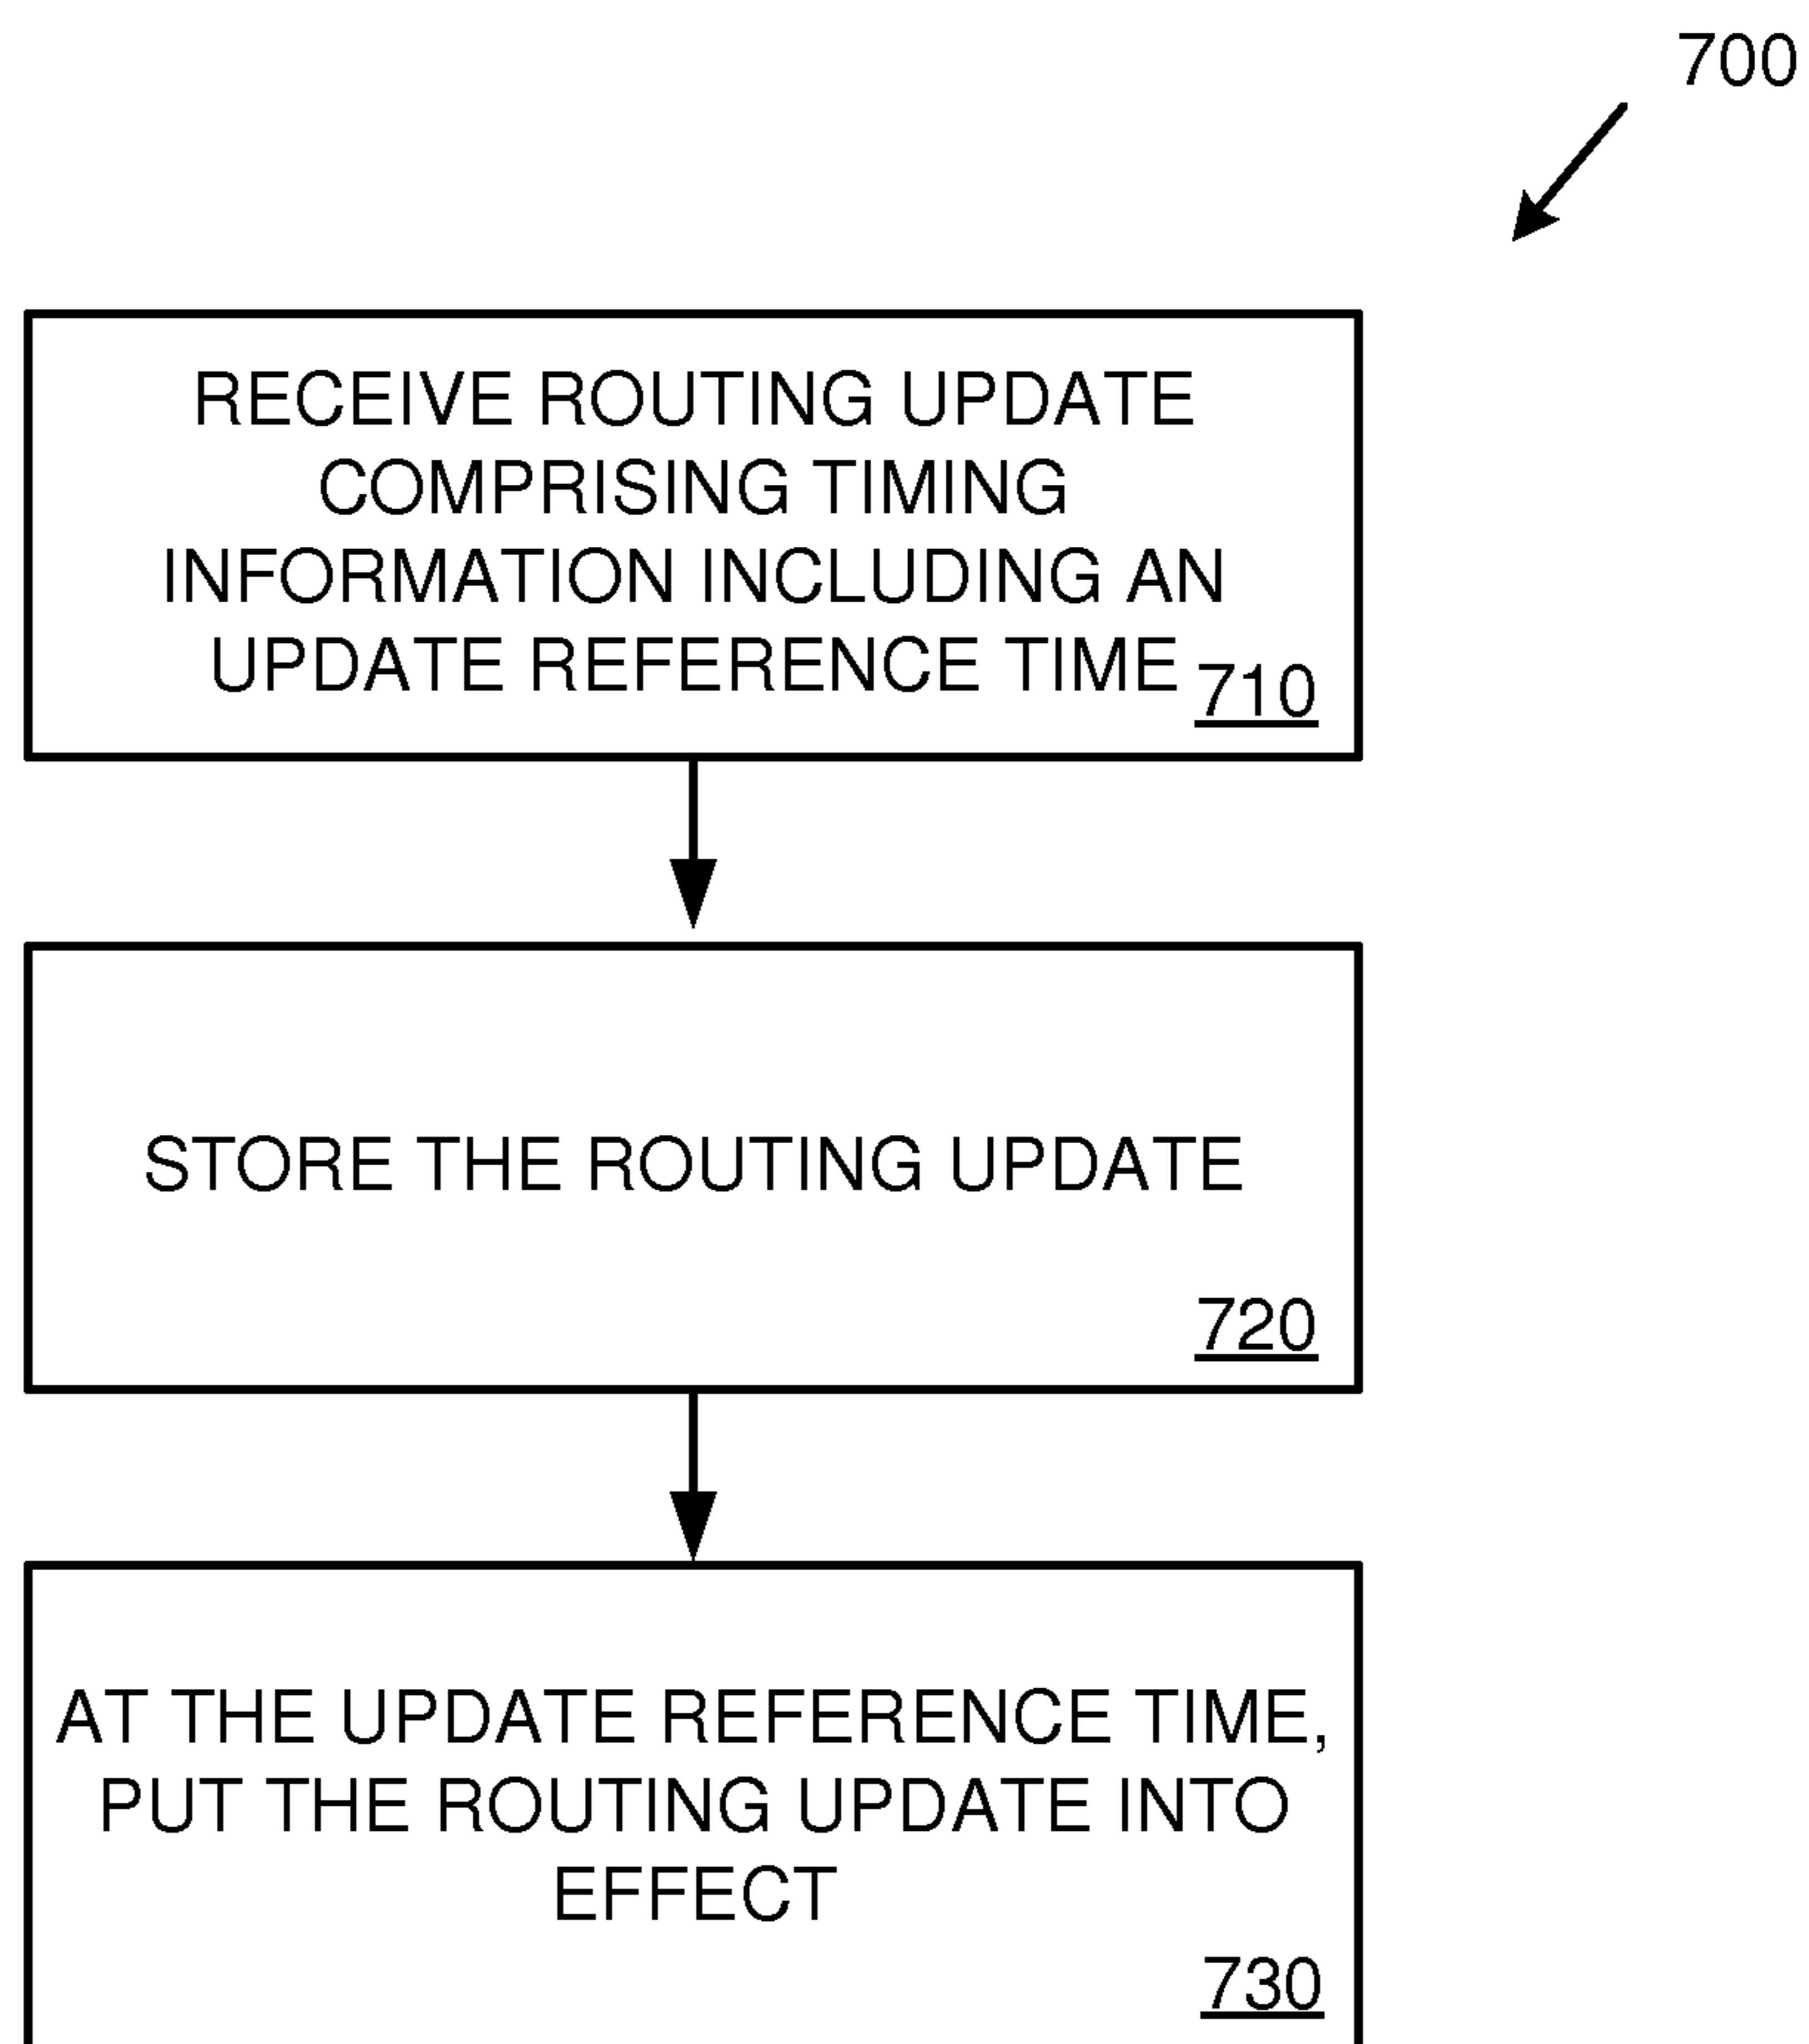 700
RECEIVE ROUTING UPDATE
COMPRISING TIMING
INFORMATION INCLUDING AN
UPDATE REFERENCE TIME
710
STORE THE ROUTING UPDATE
720
AT THE UPDATE REFERENCE TIME,
PUT THE ROUTING UPDATE INTO
EFFECT
730